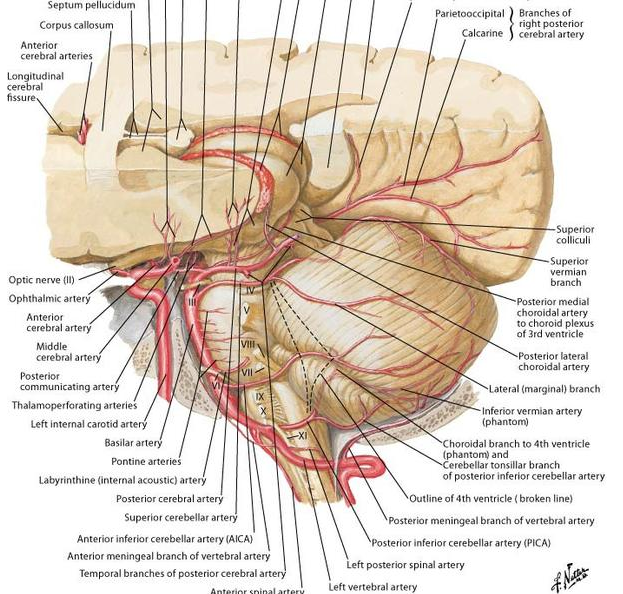 Septum pellucidum
Corpus callosum
Anterior
cerebral arteries
Longitudinal
cerebral
fissure
Parietooccipital
Calcarine
Branches of
right posterior
cerebral artery
Superior
colliculi
Superior
vermian
branch
Posterior medial
choroidal artery
to choroid plexus
of 3rd ventricle
Posterior lateral
choroidal artery
Lateral (marginal) branch
Inferior vermian artery
(phantom)
Choroidal branch to 4th ventricle
(phantom) and
Cerebellar tonsillar branch
of posterior inferior cerebellar artery
Outline of 4th ventricle ( broken line)
Posterior meningeal branch of vertebral artery
Posterior inferior cerebellar artery (PICA)
Left posterior spinal artery
Left vertebral artery
Optic nerve (II)
Ophthalmic artery
Anterior
cerebral artery
Middle
cerebral artery
Posterior
communicating artery
Thalamoperforating arteries
Left internal carotid artery
Basilar artery
Pontine arteries
Labyrinthine (internal acoustic) artery
Posterior cerebral artery
Superior cerebellar artery
Anterior inferior cerebellar artery (AICA)
Anterior meningeal branch of vertebral artery
Temporal branches of posterior cerebral artery
Anterior spinal artery
III
IV
V
VIII
VII
VI
IX
X
XI